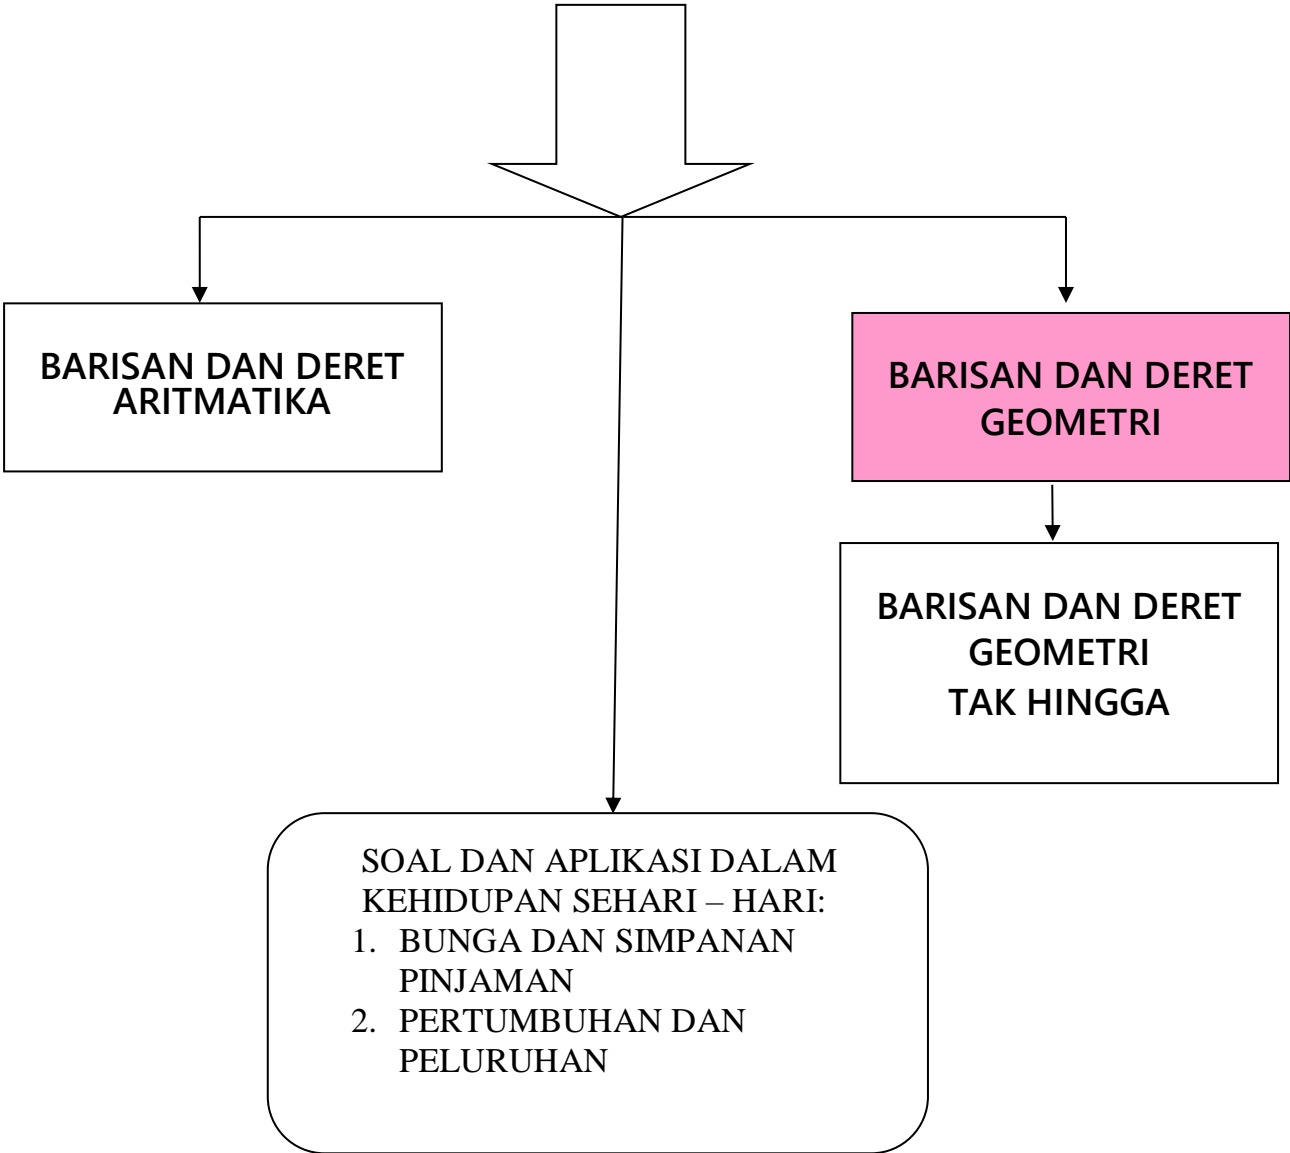 BARISAN DAN DERET
ARITMATIKA
BARISAN DAN DERET
GEOMETRI
BARISAN DAN DERET
GEOMETRI
TAK HINGGA
SOAL DAN APLIKASI DALAM
KEHIDUPAN SEHARI – HARI:
1. BUNGA DAN SIMPANAN
PINJAMAN
2. PERTUMBUHAN DAN
PELURUHAN